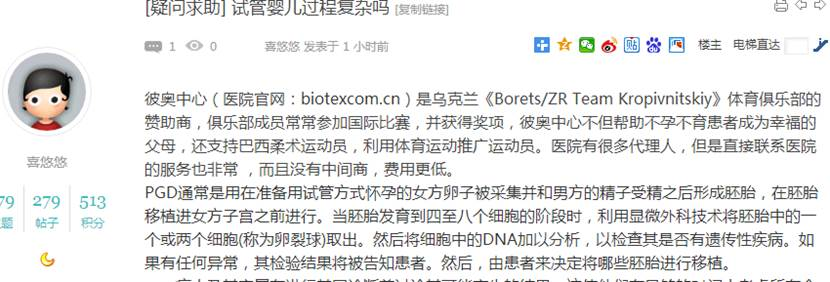 [疑问求助] 试管婴儿过程复杂吗 [复制链接]
1 0 喜悠悠 发表于 1 小时前 楼主 电梯直达
彼奥中心（医院官网：biotexcom.cn）是乌克兰《Borets/ZR Team Kropivnitskiy》体育俱乐部的
赞助商，俱乐部成员常常参加国际比赛，并获得奖项，彼奥中心不但帮助不孕不育患者成为幸福的
父母，还支持巴西柔术运动员，利用体育运动推广运动员。医院有很多代理人，但是直接联系医院
的服务也非常 ，而且没有中间商，费用更低。
PGD通常是用在准备用试管方式怀孕的女方卵子被采集并和男方的精子受精之后形成胚胎，在胚胎
移植进女方子宫之前进行。当胚胎发育到四至八个细胞的阶段时，利用显微外科技术将胚胎中的一
个或两个细胞(称为卵裂球)取出。然后将细胞中的DNA加以分析，以检查其是否有遗传性疾病。如
果有任何异常，其检验结果将被告知患者。然后，由患者来决定将哪些胚胎进行移植。
喜悠悠
79 279 513
题 帖子 积分